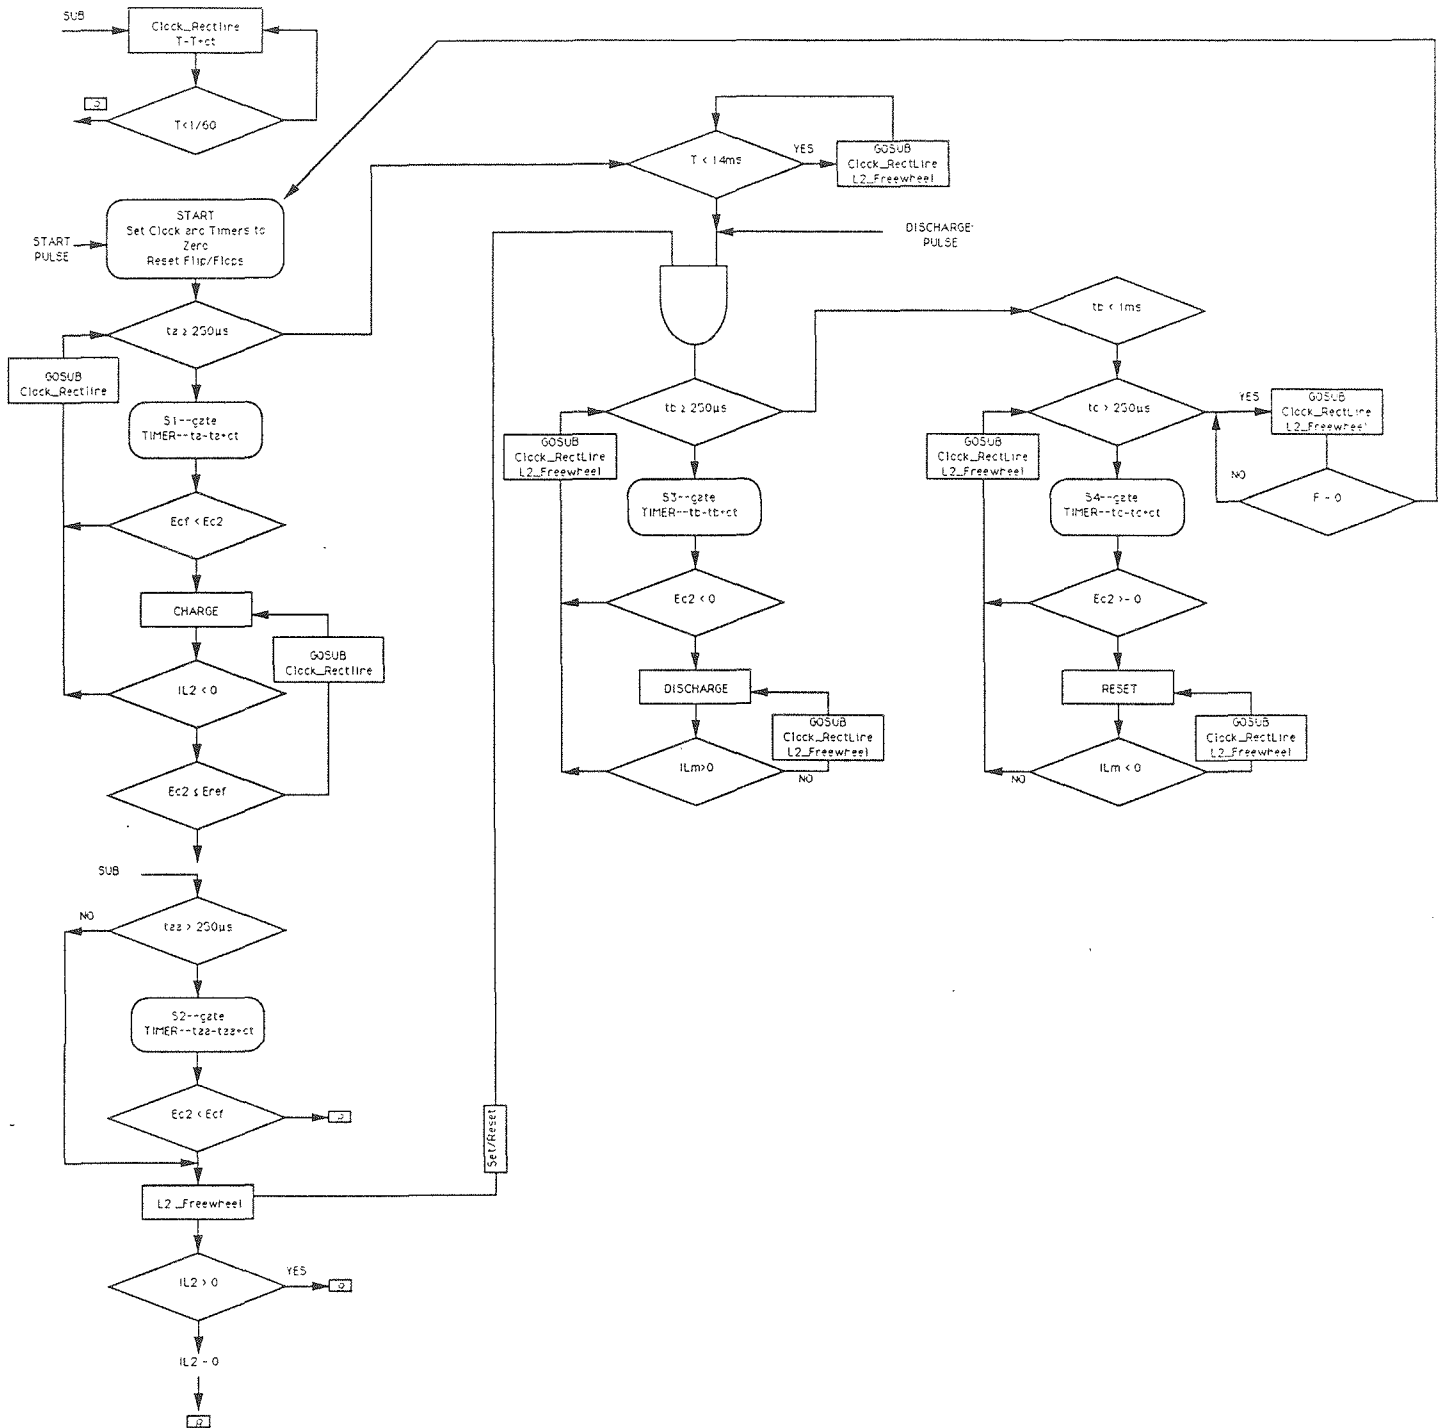 SUB
Clock_Rectline
T-T+ct
T<1/60
START
Set Clock and Timers to
Zero
Reset Flip/Flops
START
PULSE
ta ≥ 250µs
GOSUB
Clock_Rectline
S1--gate
TIMER--ta-ta+ct
Ecf < Ec2
CHARGE
GOSUB
Clock_Rectline
IL2 < 0
Ec2 ≤ Eref
SUB
NO
taa > 250µs
S2--gate
TIMER--taa-taa+ct
Ec2 < Ecf
L2_Freewheel
IL2 > 0
YES
IL2 - 0
Set/Reset
T < 14ms
YES
GOSUB
Clock_RectLine
L2_Freewheel
DISCHARGE
PULSE
tb ≥ 250µs
GOSUB
Clock_RectLine
L2_Freewheel
S3--gate
TIMER--tb-tb+ct
Ec2 < 0
DISCHARGE
GOSUB
Clock_RectLine
L2_Freewheel
ILm>0
NO
tb < 1ms
tc > 250µs
YES
GOSUB
Clock_RectLine
L2_Freewheel
NO
F - 0
GOSUB
Clock_RectLine
L2_Freewheel
S4--gate
TIMER--tc-tc+ct
Ec2 >- 0
RESET
GOSUB
Clock_RectLine
L2_Freewheel
ILm < 0
NO